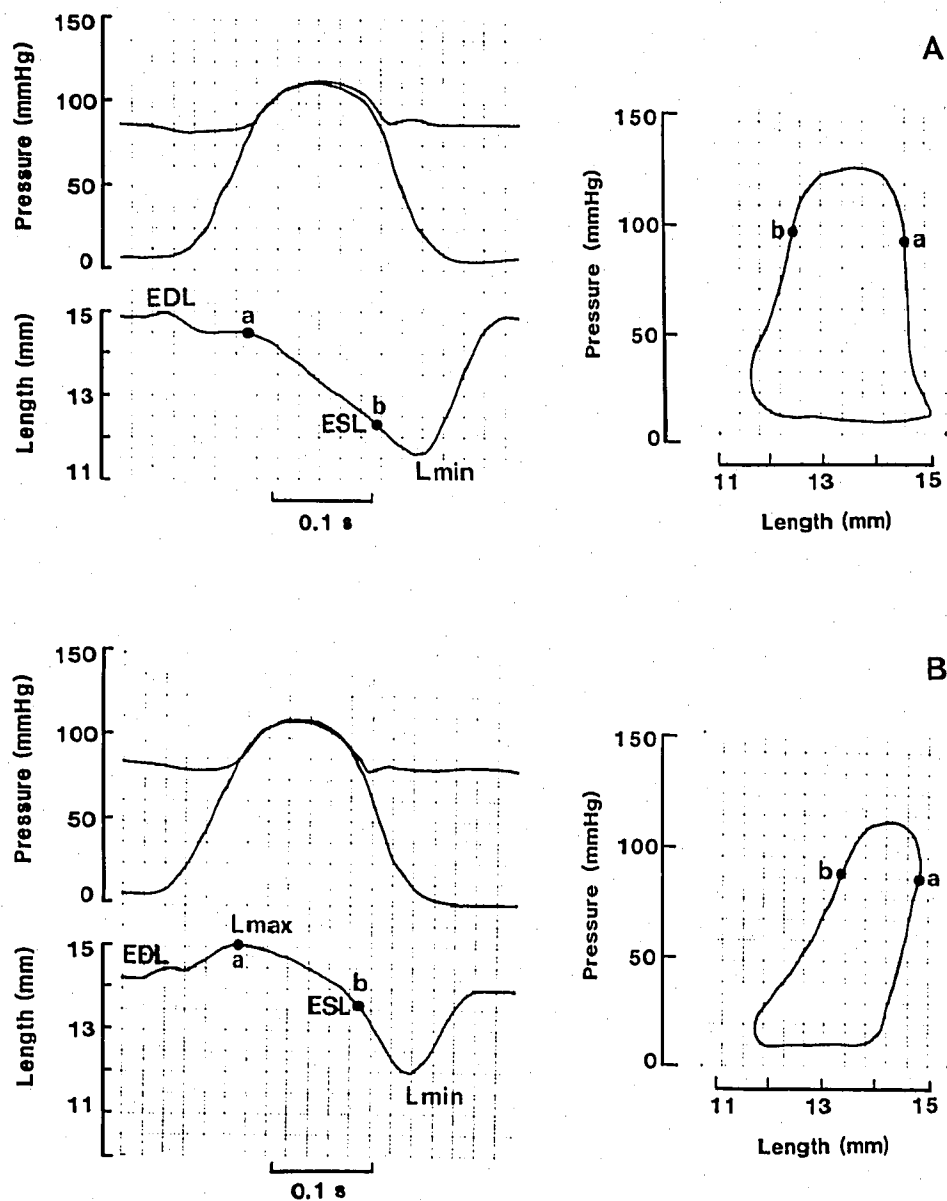 A
Pressure (mmHg)
150
100
50
0
Length (mm)
15
13
11
EDL
a
b
ESL
Lmin
0.1 s
Pressure (mmHg)
150
100
50
0
b
a
11
13
15
Length (mm)
B
Pressure (mmHg)
150
100
50
0
Length (mm)
15
13
11
EDL
Lmax
a
b
ESL
Lmin
0.1 s
Pressure (mmHg)
150
100
50
0
b
a
11
13
15
Length (mm)